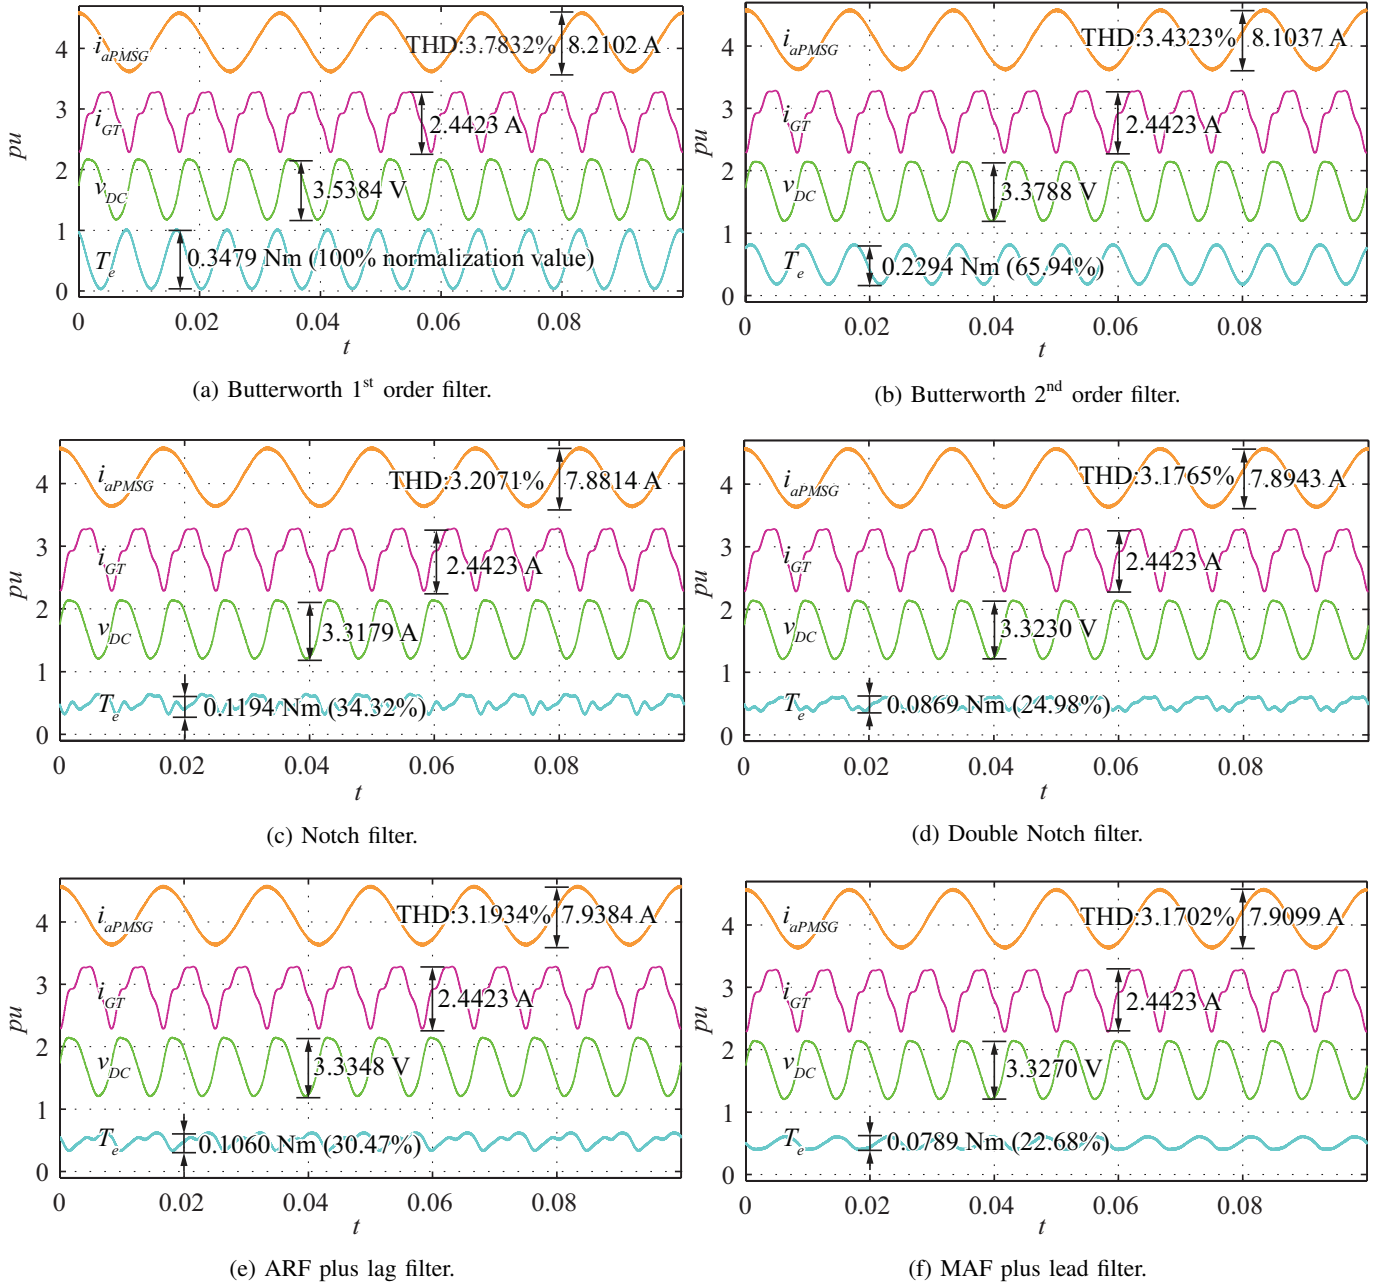 4
3
2
1
0
pu
i_aPMSG
THD:3.7832%
8.2102 A
i_GT
2.4423 A
v_DC
3.5384 V
T_e
0.3479 Nm (100% normalization value)
0 0.02 0.04 0.06 0.08
t
(a) Butterworth 1st order filter.
4
3
2
1
0
pu
i_aPMSG
THD:3.4323%
8.1037 A
i_GT
2.4423 A
v_DC
3.3788 V
T_e
0.2294 Nm (65.94%)
0 0.02 0.04 0.06 0.08
t
(b) Butterworth 2nd order filter.
4
3
2
1
0
pu
i_aPMSG
THD:3.2071%
7.8814 A
i_GT
2.4423 A
v_DC
3.3179 A
T_e
0.1194 Nm (34.32%)
0 0.02 0.04 0.06 0.08
t
(c) Notch filter.
4
3
2
1
0
pu
i_aPMSG
THD:3.1765%
7.8943 A
i_GT
2.4423 A
v_DC
3.3230 V
T_e
0.0869 Nm (24.98%)
0 0.02 0.04 0.06 0.08
t
(d) Double Notch filter.
4
3
2
1
0
pu
i_aPMSG
THD:3.1934%
7.9384 A
i_GT
2.4423 A
v_DC
3.3348 V
T_e
0.1060 Nm (30.47%)
0 0.02 0.04 0.06 0.08
t
(e) ARF plus lag filter.
4
3
2
1
0
pu
i_aPMSG
THD:3.1702%
7.9099 A
i_GT
2.4423 A
v_DC
3.3270 V
T_e
0.0789 Nm (22.68%)
0 0.02 0.04 0.06 0.08
t
(f) MAF plus lead filter.